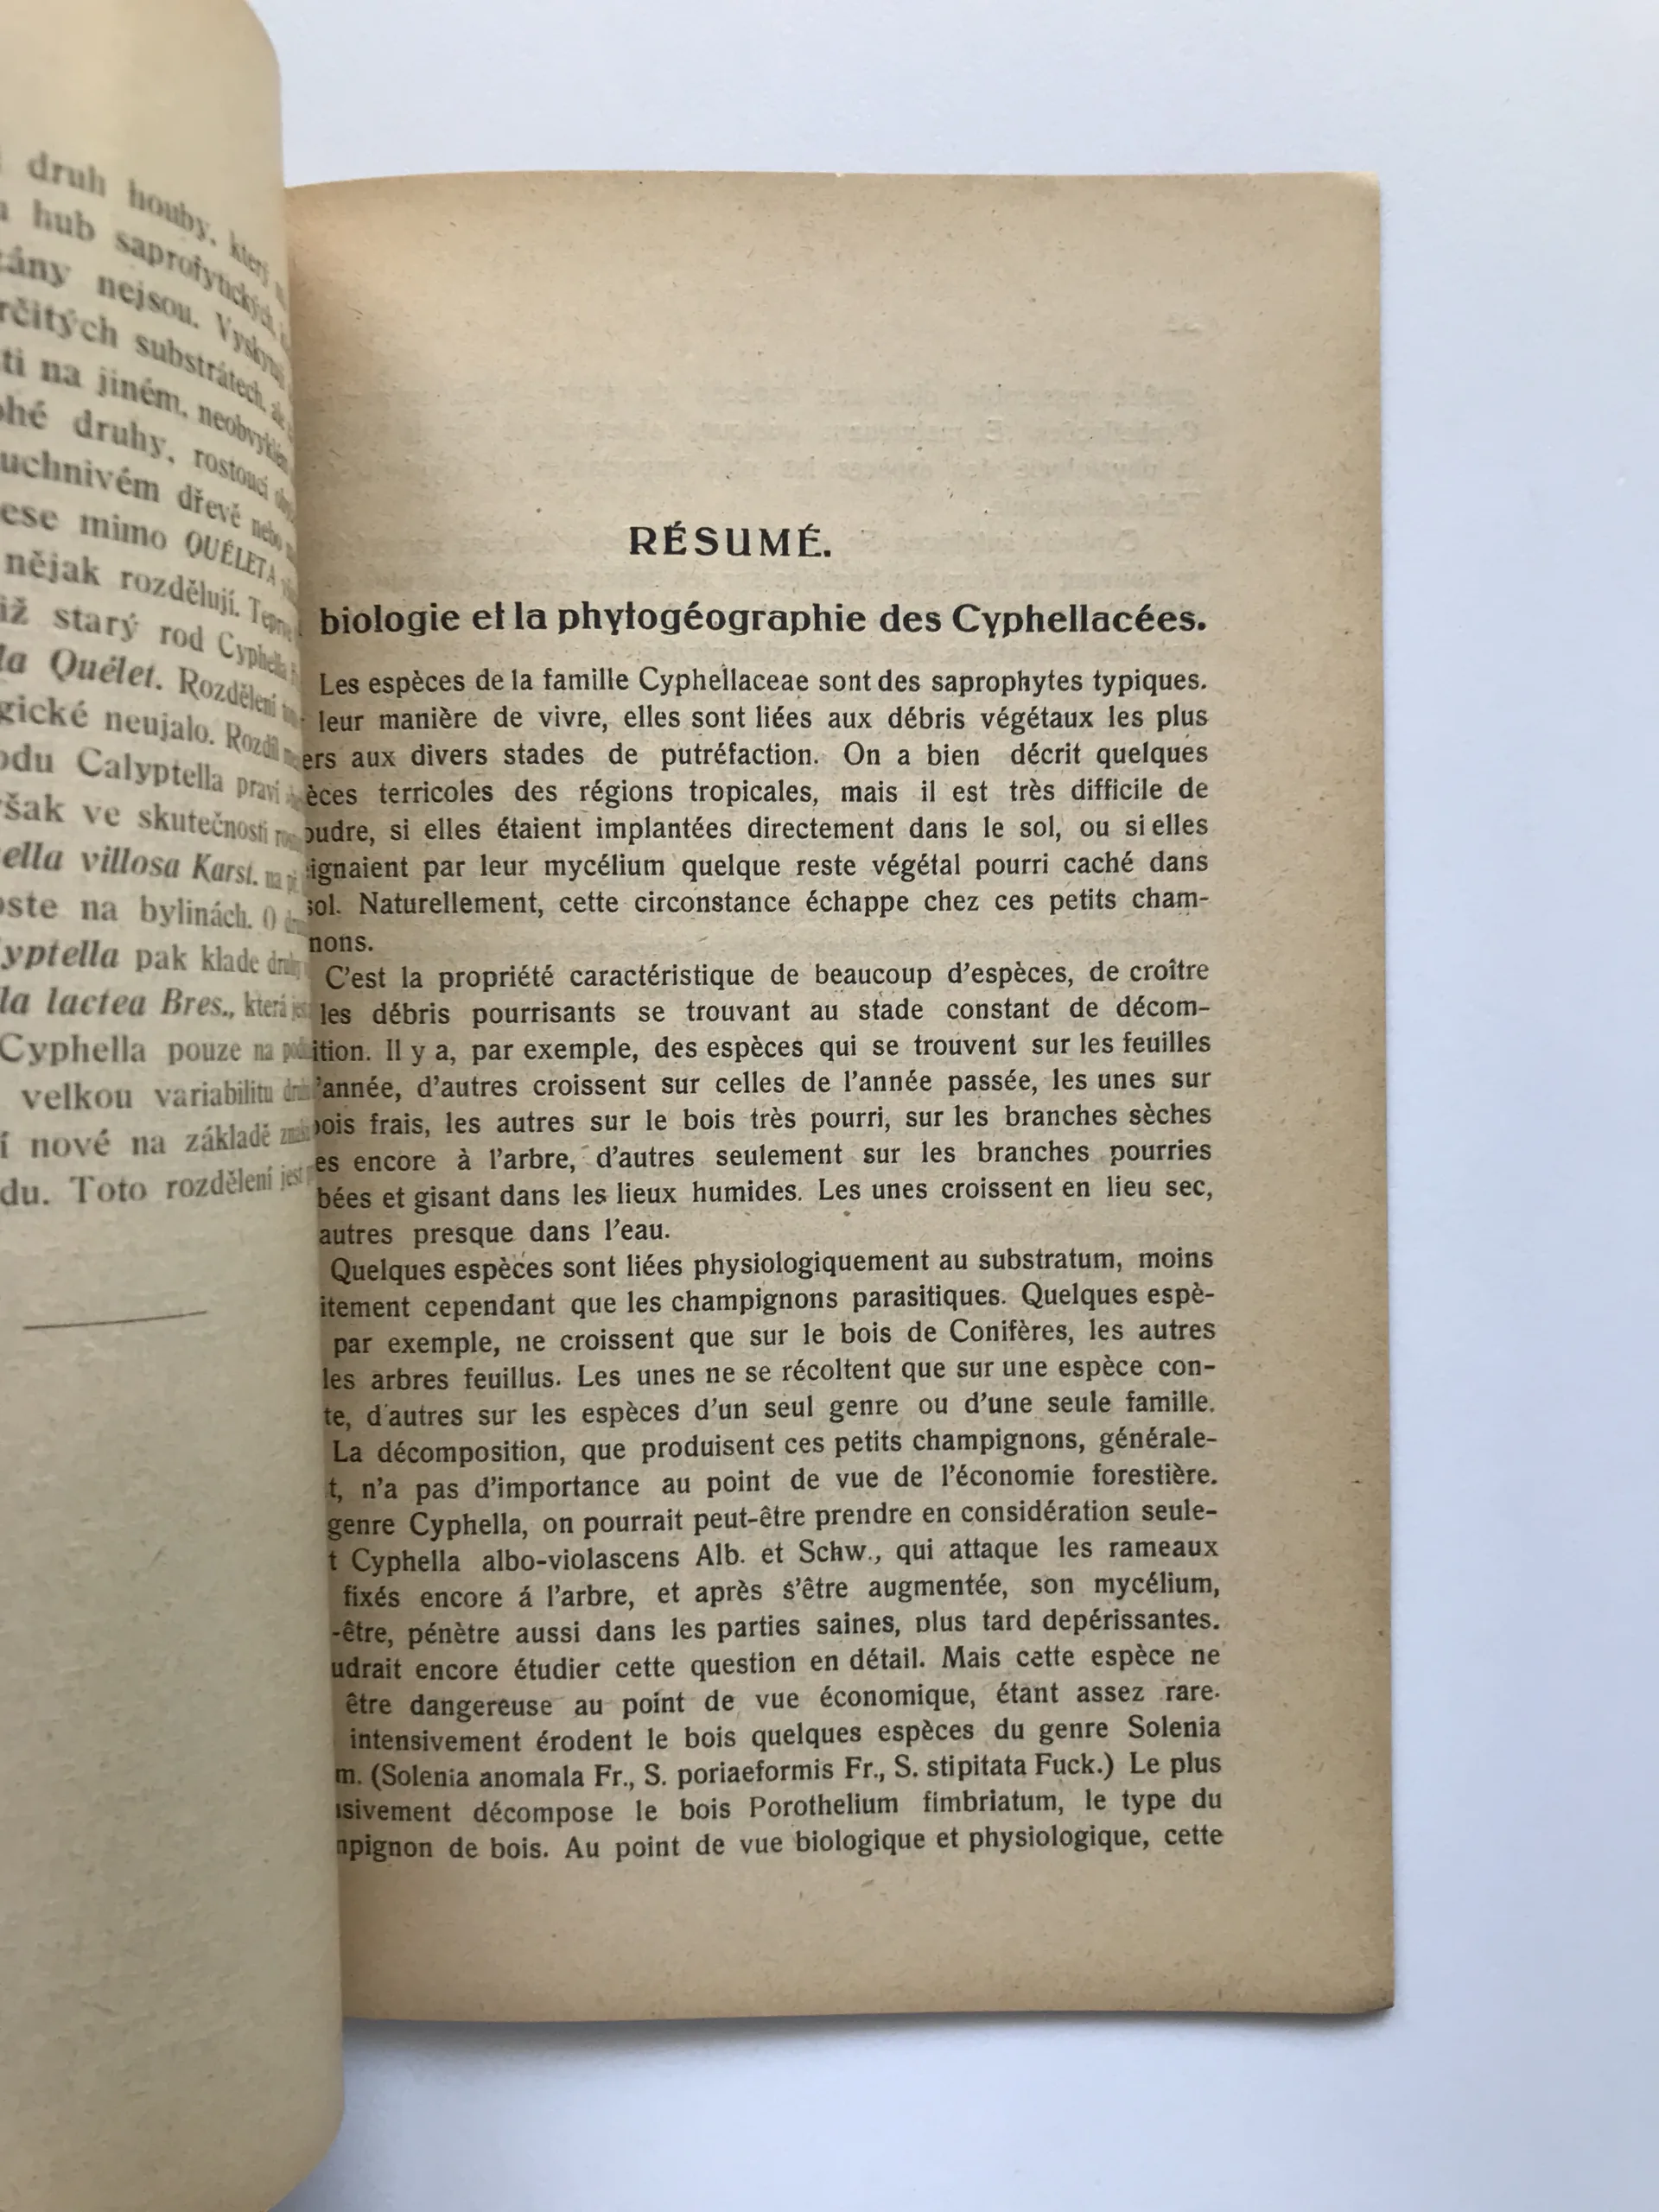 druh houby, který
hub saprofytických,
nejsou. Vyskytují
substrátech, ale
ti na jiném, neobvyklém
druhy, rostoucí
dřevě nebo
ese mimo QUÉLETA
nějak rozdělují. Teprve
iž starý rod Cyphella
la Quélet. Rozdělení
gické neujalo. Rozdíl
odu Calyptella praví
šak ve skutečnosti
ella villosa Karst. na
oste na bylinách. O
yptella pak klade druhy
la lactea Bres., která jest
Cyphella pouze na
velkou variabilitu
í nové na základě
du. Toto rozdělení jest
RÉSUMÉ.
biologie et la phytogéographie des Cyphellacées.
Les espèces de la famille Cyphellaceae sont des saprophytes typiques.
leur manière de vivre, elles sont liées aux débris végétaux les plus
ers aux divers stades de putréfaction. On a bien décrit quelques
èces terricoles des régions tropicales, mais il est très difficile de
oudre, si elles étaient implantées directement dans le sol, ou si elles
ignaient par leur mycélium quelque reste végétal pourri caché dans
sol. Naturellement, cette circonstance échappe chez ces petits cham-
nons.
C'est la propriété caractéristique de beaucoup d'espèces, de croître
les débris pourrisants se trouvant au stade constant de décom-
ition. Il y a, par exemple, des espèces qui se trouvent sur les feuilles
'année, d'autres croissent sur celles de l'année passée, les unes sur
bois frais, les autres sur le bois très pourri, sur les branches sèches
es encore à l'arbre, d'autres seulement sur les branches pourries
bées et gisant dans les lieux humides. Les unes croissent en lieu sec,
autres presque dans l'eau.
Quelques espèces sont liées physiologiquement au substratum, moins
itement cependant que les champignons parasitiques. Quelques espè-
par exemple, ne croissent que sur le bois de Conifères, les autres
les arbres feuillus. Les unes ne se récoltent que sur une espèce con-
te, d'autres sur les espèces d'un seul genre ou d'une seule famille.
La décomposition, que produisent ces petits champignons, générale-
t, n'a pas d'importance au point de vue de l'économie forestière.
genre Cyphella, on pourrait peut-être prendre en considération seule-
t Cyphella albo-violascens Alb. et Schw., qui attaque les rameaux
fixés encore á l'arbre, et après s'être augmentée, son mycélium,
-être, pénètre aussi dans les parties saines, plus tard depérissantes.
udrait encore étudier cette question en détail. Mais cette espèce ne
être dangereuse au point de vue économique, étant assez rare.
intensivement érodent le bois quelques espèces du genre Solenia
m. (Solenia anomala Fr., S. poriaeformis Fr., S. stipitata Fuck.) Le plus
sivement décompose le bois Porothelium fimbriatum, le type du
pignon de bois. Au point de vue biologique et physiologique, cette